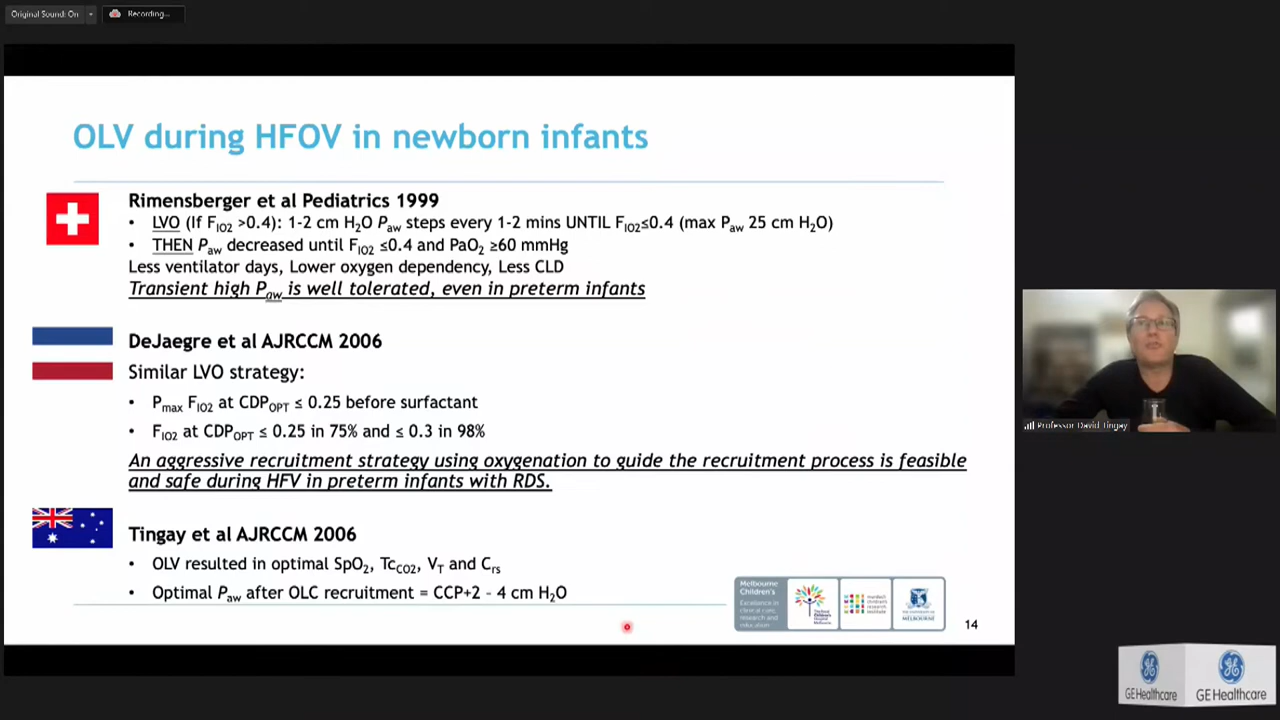 Original Sound: On
Recording...
OLV during HFOV in newborn infants
Rimensberger et al Pediatrics 1999
• LVO (If FIO2 >0.4): 1-2 cm H2O Paw steps every 1-2 mins UNTIL FIO2≤0.4 (max Paw 25 cm H2O)
• THEN Paw decreased until FIO2 ≤0.4 and PaO2 ≥60 mmHg
Less ventilator days, Lower oxygen dependency, Less CLD
Transient high Paw is well tolerated, even in preterm infants
DeJaegre et al AJRCCM 2006
Similar LVO strategy:
• Pmax FIO2 at CDPOPT ≤ 0.25 before surfactant
• FIO2 at CDPOPT ≤ 0.25 in 75% and ≤ 0.3 in 98%
An aggressive recruitment strategy using oxygenation to guide the recruitment process is feasible
and safe during HFV in preterm infants with RDS.
Tingay et al AJRCCM 2006
• OLV resulted in optimal SpO2, TcCO2, VT and Crs
• Optimal Paw after OLC recruitment = CCP+2 – 4 cm H2O
Melbourne
Children's
Excellence in
clinical care,
research and
education
14
Professor David Tingay
GE Healthcare
GE Healthcare